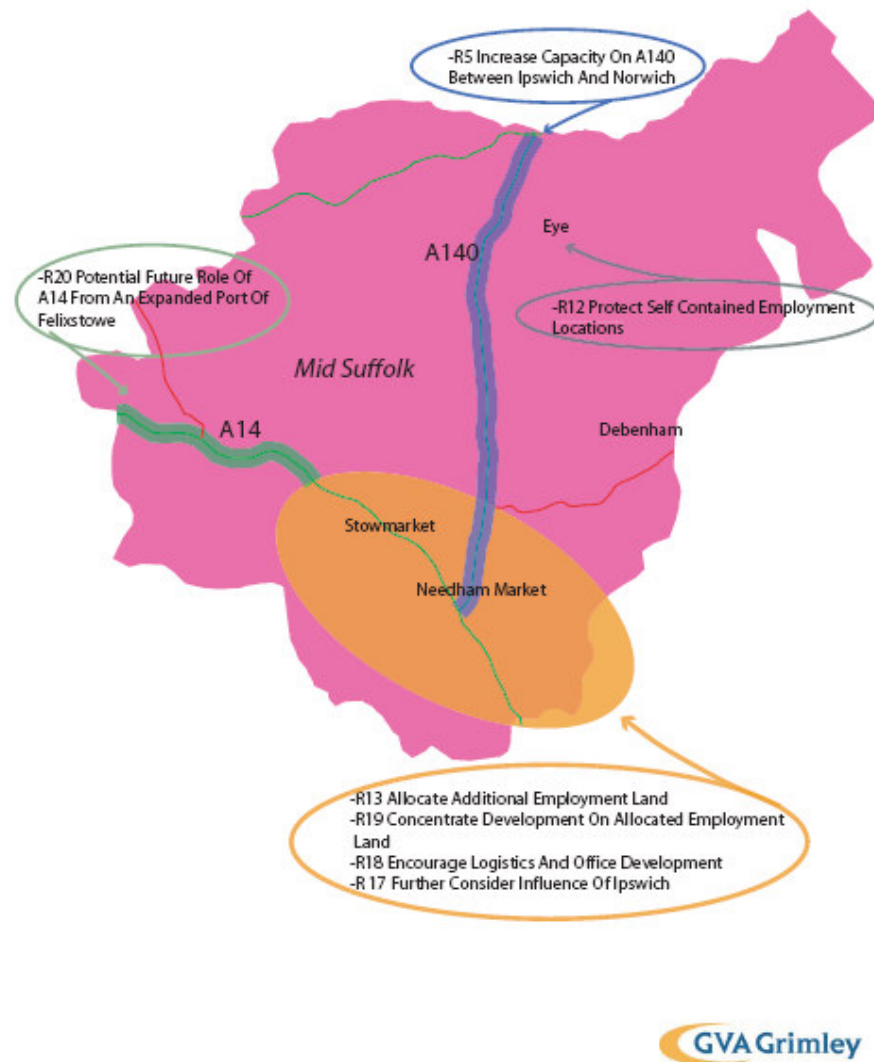 -R5 Increase Capacity On A140
Between Ipswich And Norwich
Eye
A140
-R20 Potential Future Role Of
A14 From An Expanded Port Of
Felixstowe
-R12 Protect Self Contained Employment
Locations
Mid Suffolk
A14
Debenham
Stowmarket
Needham Market
-R13 Allocate Additional Employment Land
-R19 Concentrate Development On Allocated Employment
Land
-R18 Encourage Logistics And Office Development
-R 17 Further Consider Influence Of Ipswich
GVA Grimley